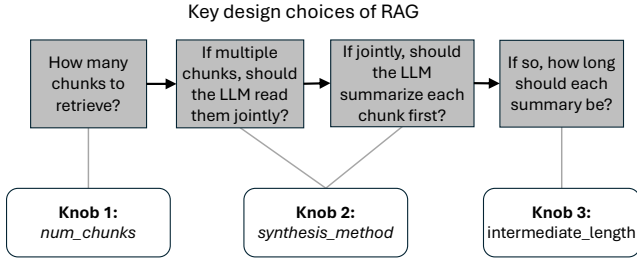 Key design choices of RAG
How many
chunks to
retrieve?
If multiple
chunks, should
the LLM read
them jointly?
If jointly, should
the LLM
summarize each
chunk first?
If so, how long
should each
summary be?
Knob 1:
num_chunks
Knob 2:
synthesis_method
Knob 3:
intermediate_length